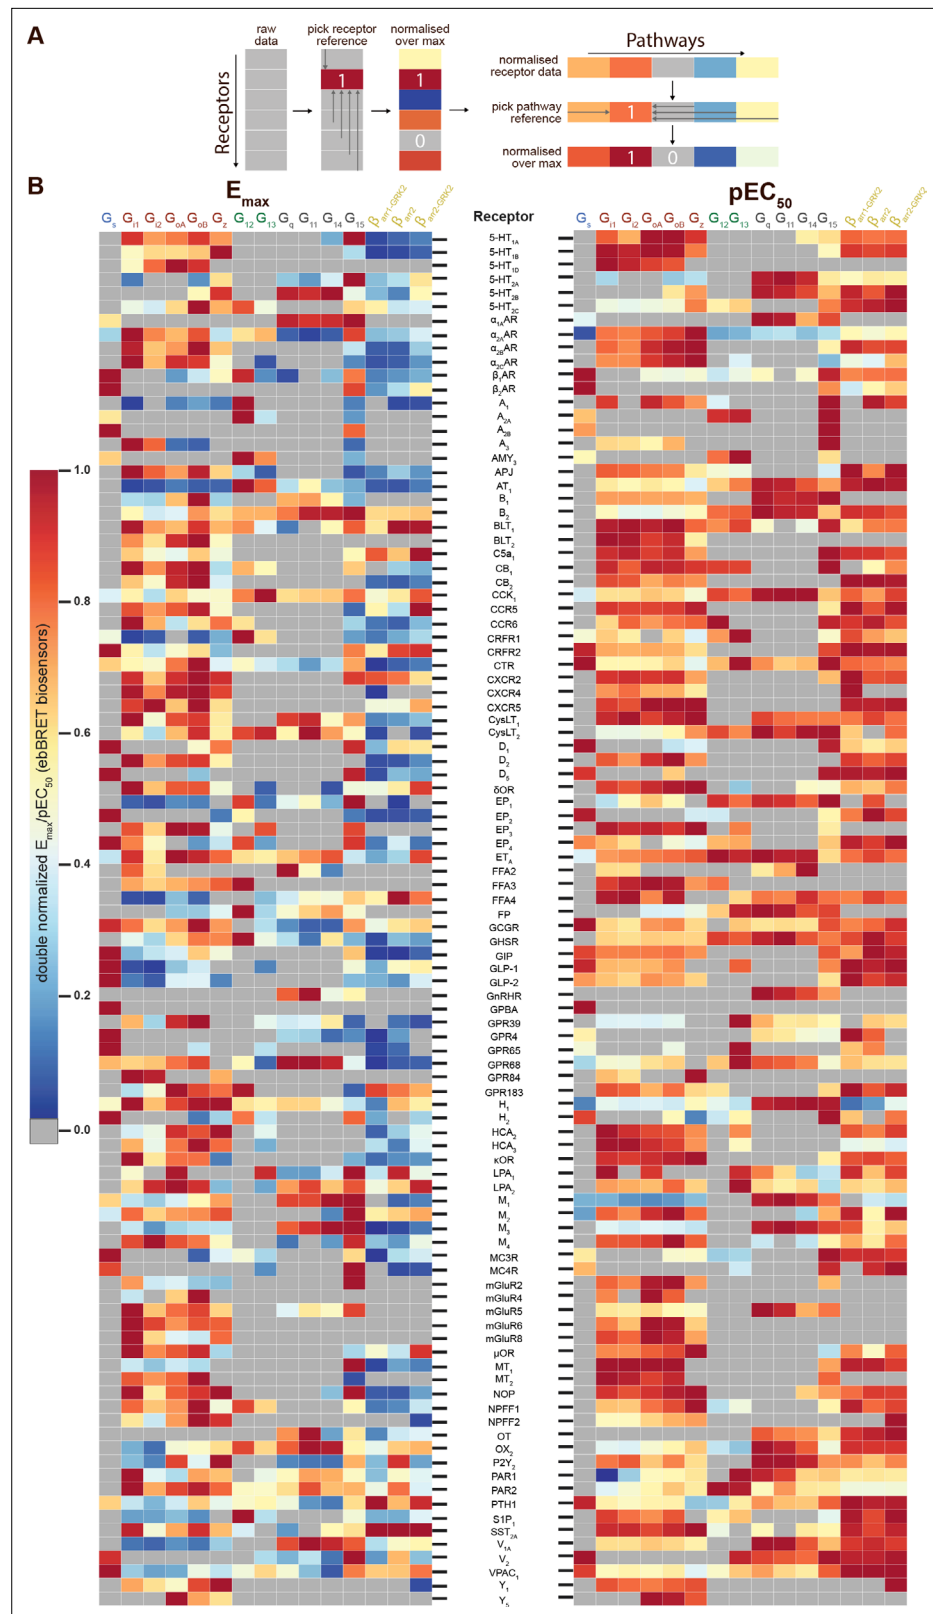 A
raw data
pick receptor reference
normalised over max
Receptors
1
1
0
Pathways
normalised receptor data
pick pathway reference
1
normalised over max
1 0
B
Emax
pEC50
Gs Gi1 Gi2 GoA GoB Gz G12 G13 Gq G11 G14 G15 βarr1-GRK2 βarr2 βarr2-GRK2
Receptor
Gs Gi1 Gi2 GoA GoB Gz G12 G13 Gq G11 G14 G15 βarr1-GRK2 βarr2 βarr2-GRK2
5-HT1A
5-HT1B
5-HT1D
5-HT2A
5-HT2B
5-HT2C
α1AAR
α2AAR
α2BAR
α2CAR
β1AR
β2AR
A1
A2A
A2B
A3
AMY3
APJ
AT1
B1
B2
BLT1
BLT2
C5a1
CB1
CB2
CCK1
CCR5
CCR6
CRFR1
CRFR2
CTR
CXCR2
CXCR4
CXCR5
CysLT1
CysLT2
D1
D2
D5
δOR
EP1
EP2
EP3
EP4
ETA
FFA2
FFA3
FFA4
FP
GCGR
GHSR
GIP
GLP-1
GLP-2
GnRHR
GPBA
GPR39
GPR4
GPR65
GPR68
GPR84
GPR183
H1
H2
HCA2
HCA3
κOR
LPA1
LPA2
M1
M2
M3
M4
MC3R
MC4R
mGluR2
mGluR4
mGluR5
mGluR6
mGluR8
μOR
MT1
MT2
NOP
NPFF1
NPFF2
OT
OX2
P2Y2
PAR1
PAR2
PTH1
S1P1
SST2A
V1A
V2
VPAC1
Y1
Y5
double normalized Emax/pEC50 (ebBRET biosensors)
1.0
0.8
0.6
0.4
0.2
0.0